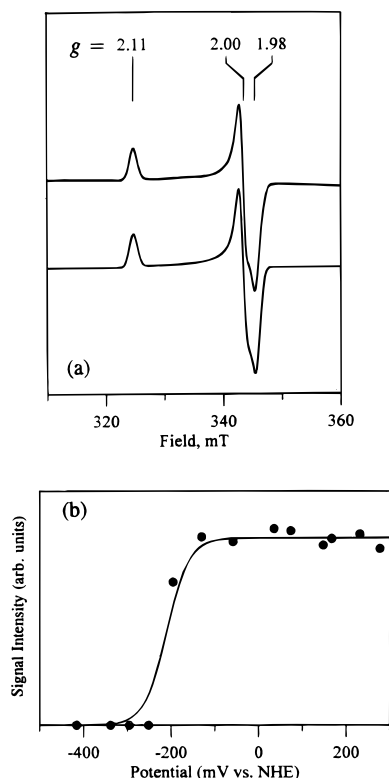 g = 2.11 2.00 1.98
(a)
320 340 360
Field, mT
(b)
Signal Intensity (arb. units)
-400 -200 0 200
Potential (mV vs. NHE)